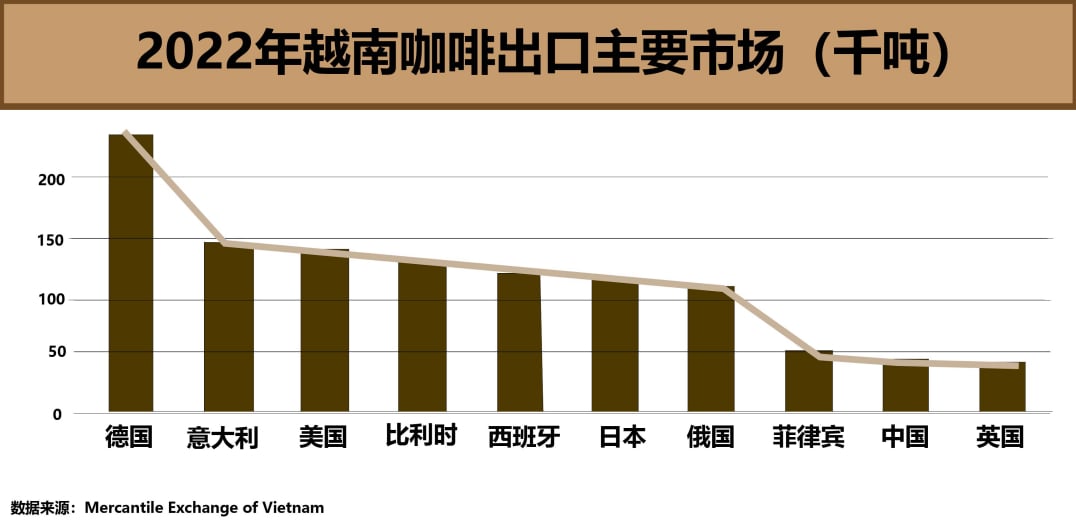 2022年越南咖啡出口主要市场（千吨）
200
150
100
50
0
德国 意大利 美国 比利时 西班牙 日本 俄国 菲律宾 中国 英国
数据来源：Mercantile Exchange of Vietnam